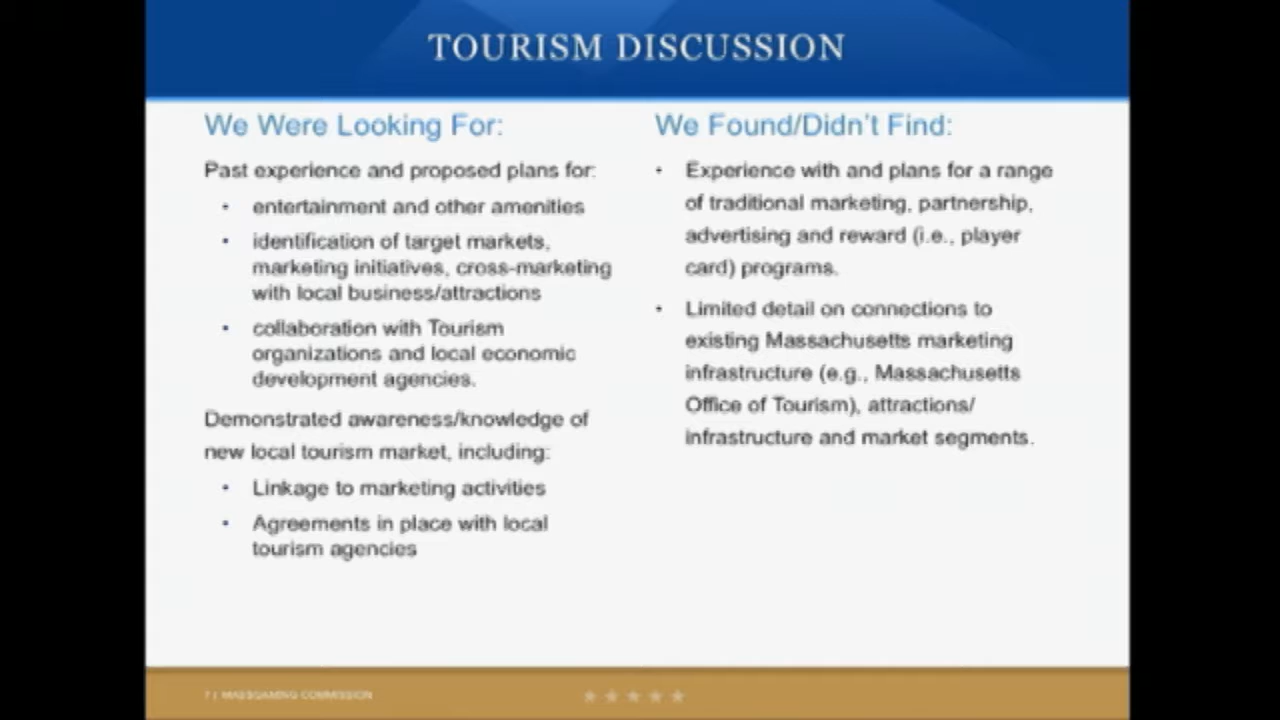 TOURISM DISCUSSION
We Were Looking For:
Past experience and proposed plans for:
• entertainment and other amenities
• identification of target markets,
marketing initiatives, cross-marketing
with local business/attractions
• collaboration with Tourism
organizations and local economic
development agencies.
Demonstrated awareness/knowledge of
new local tourism market, including:
• Linkage to marketing activities
• Agreements in place with local
tourism agencies
We Found/Didn't Find:
• Experience with and plans for a range
of traditional marketing, partnership,
advertising and reward (i.e., player
card) programs.
• Limited detail on connections to
existing Massachusetts marketing
infrastructure (e.g., Massachusetts
Office of Tourism), attractions/
infrastructure and market segments.
7 | MASSGAMING COMMISSION